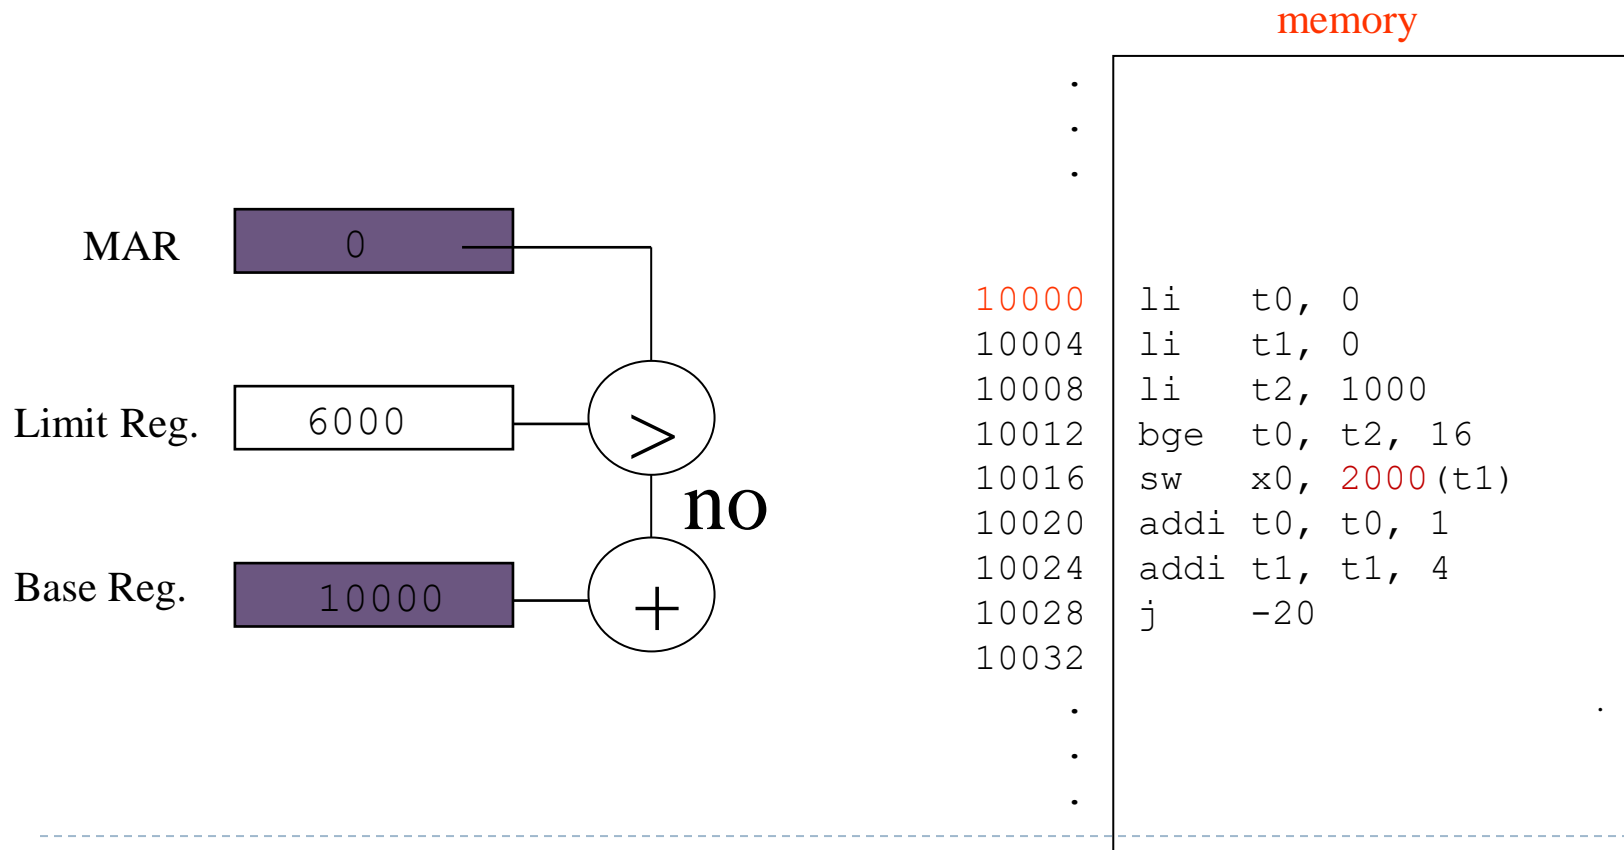 memory
.
.
.
MAR 0
Limit Reg. 6000
>
no
Base Reg. 10000
+
10000 li t0, 0
10004 li t1, 0
10008 li t2, 1000
10012 bge t0, t2, 16
10016 sw x0, 2000(t1)
10020 addi t0, t0, 1
10024 addi t1, t1, 4
10028 j -20
10032
. .
.
.